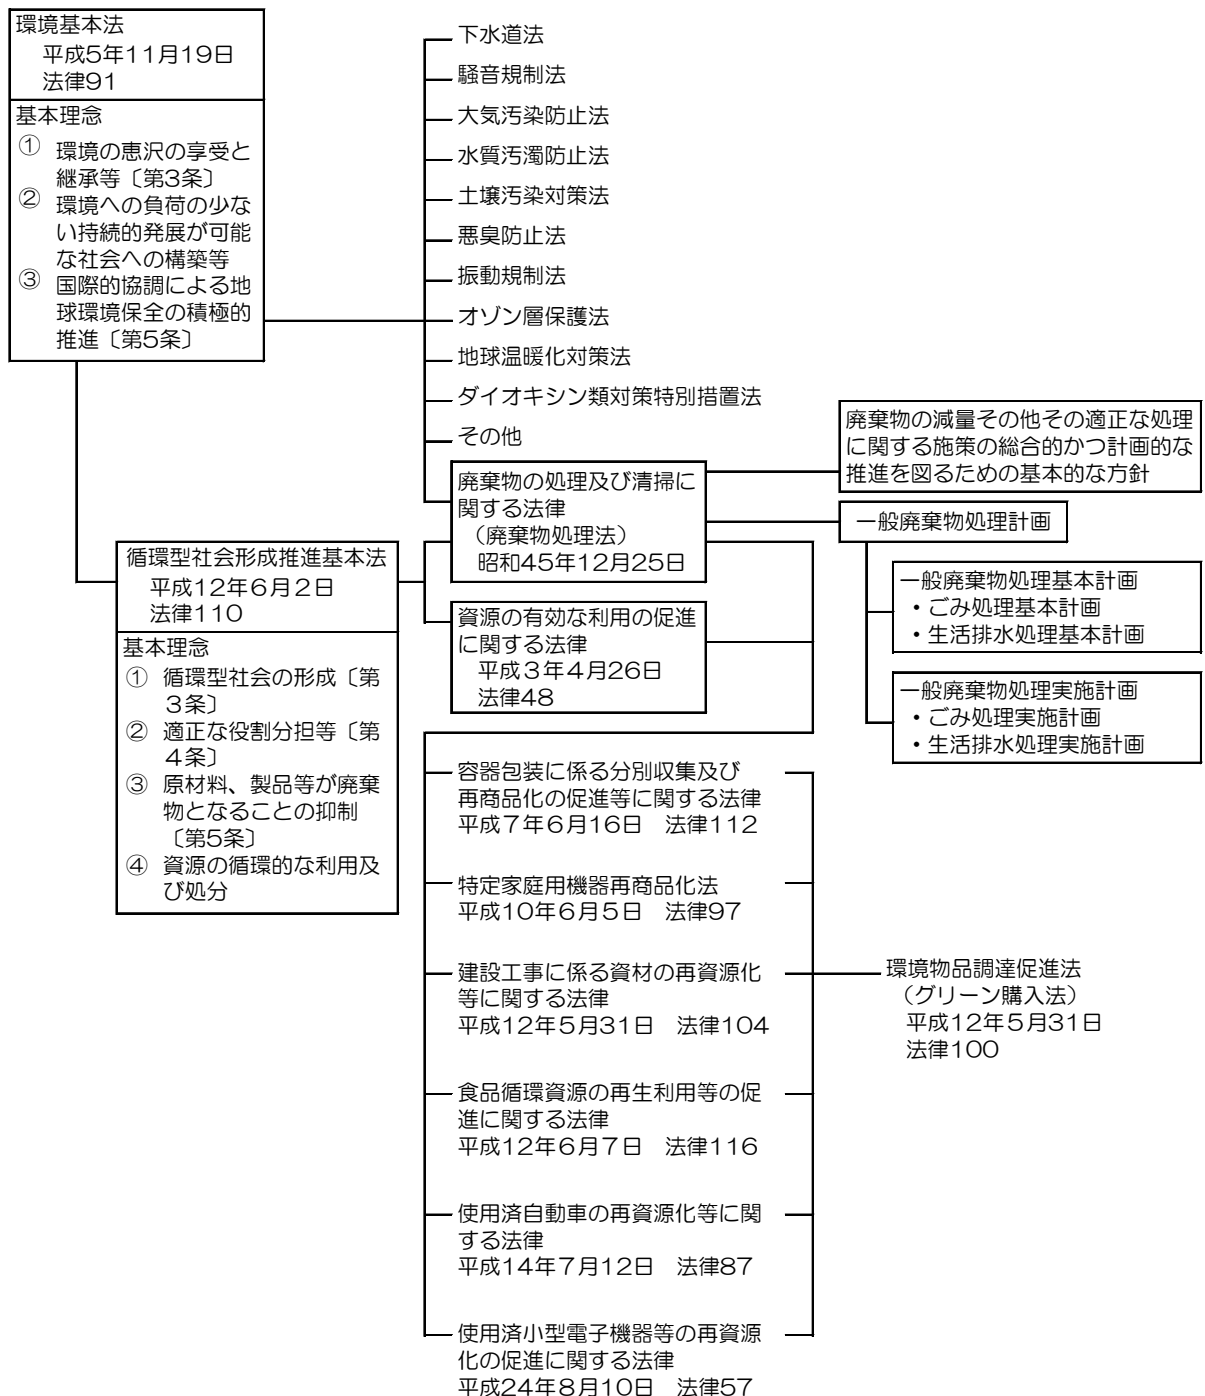 環境基本法
平成5年11月19日
法律91
基本理念
① 環境の恵沢の享受と
継承等〔第3条〕
② 環境への負荷の少な
い持続的発展が可能
な社会への構築等
③ 国際的協調による地
球環境保全の積極的
推進〔第5条〕
下水道法
騒音規制法
大気汚染防止法
水質汚濁防止法
土壌汚染対策法
悪臭防止法
振動規制法
オゾン層保護法
地球温暖化対策法
ダイオキシン類対策特別措置法
その他
廃棄物の処理及び清掃に
関する法律
（廃棄物処理法）
昭和45年12月25日
廃棄物の減量その他その適正な処理
に関する施策の総合的かつ計画的な
推進を図るための基本的な方針
一般廃棄物処理計画
一般廃棄物処理基本計画
・ごみ処理基本計画
・生活排水処理基本計画
一般廃棄物処理実施計画
・ごみ処理実施計画
・生活排水処理実施計画
循環型社会形成推進基本法
平成12年6月2日
法律110
基本理念
① 循環型社会の形成〔第
３条〕
② 適正な役割分担等〔第
４条〕
③ 原材料、製品等が廃棄
物となることの抑制
〔第5条〕
④ 資源の循環的な利用及
び処分
資源の有効な利用の促進
に関する法律
平成３年４月26日
法律48
容器包装に係る分別収集及び
再商品化の促進等に関する法律
平成７年６月16日　法律112
特定家庭用機器再商品化法
平成10年６月５日　法律97
建設工事に係る資材の再資源化
等に関する法律
平成12年５月31日　法律104
食品循環資源の再生利用等の促
進に関する法律
平成12年６月７日　法律116
使用済自動車の再資源化等に関
する法律
平成14年７月12日　法律87
使用済小型電子機器等の再資源
化の促進に関する法律
平成24年８月10日　法律57
環境物品調達促進法
（グリーン購入法）
平成12年５月31日
法律100